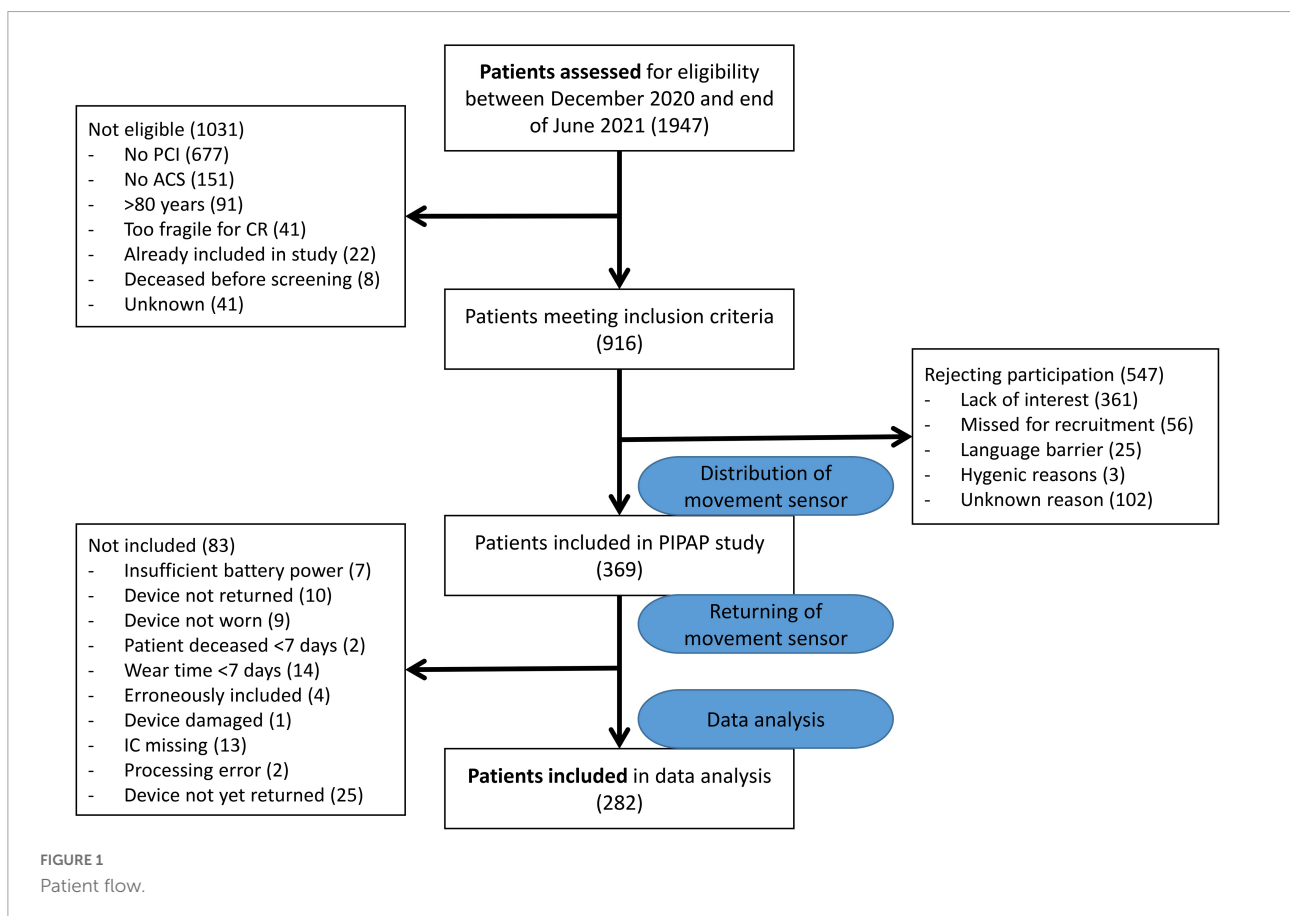 Patients assessed for eligibility
between December 2020 and end
of June 2021 (1947)
Not eligible (1031)
- No PCI (677)
- No ACS (151)
- >80 years (91)
- Too fragile for CR (41)
- Already included in study (22)
- Deceased before screening (8)
- Unknown (41)
Patients meeting inclusion criteria
(916)
Rejecting participation (547)
- Lack of interest (361)
- Missed for recruitment (56)
- Language barrier (25)
- Hygenic reasons (3)
- Unknown reason (102)
Distribution of
movement sensor
Patients included in PIPAP study
(369)
Returning of
movement sensor
Not included (83)
- Insufficient battery power (7)
- Device not returned (10)
- Device not worn (9)
- Patient deceased <7 days (2)
- Wear time <7 days (14)
- Erroneously included (4)
- Device damaged (1)
- IC missing (13)
- Processing error (2)
- Device not yet returned (25)
Data analysis
Patients included in data analysis
(282)
FIGURE 1
Patient flow.